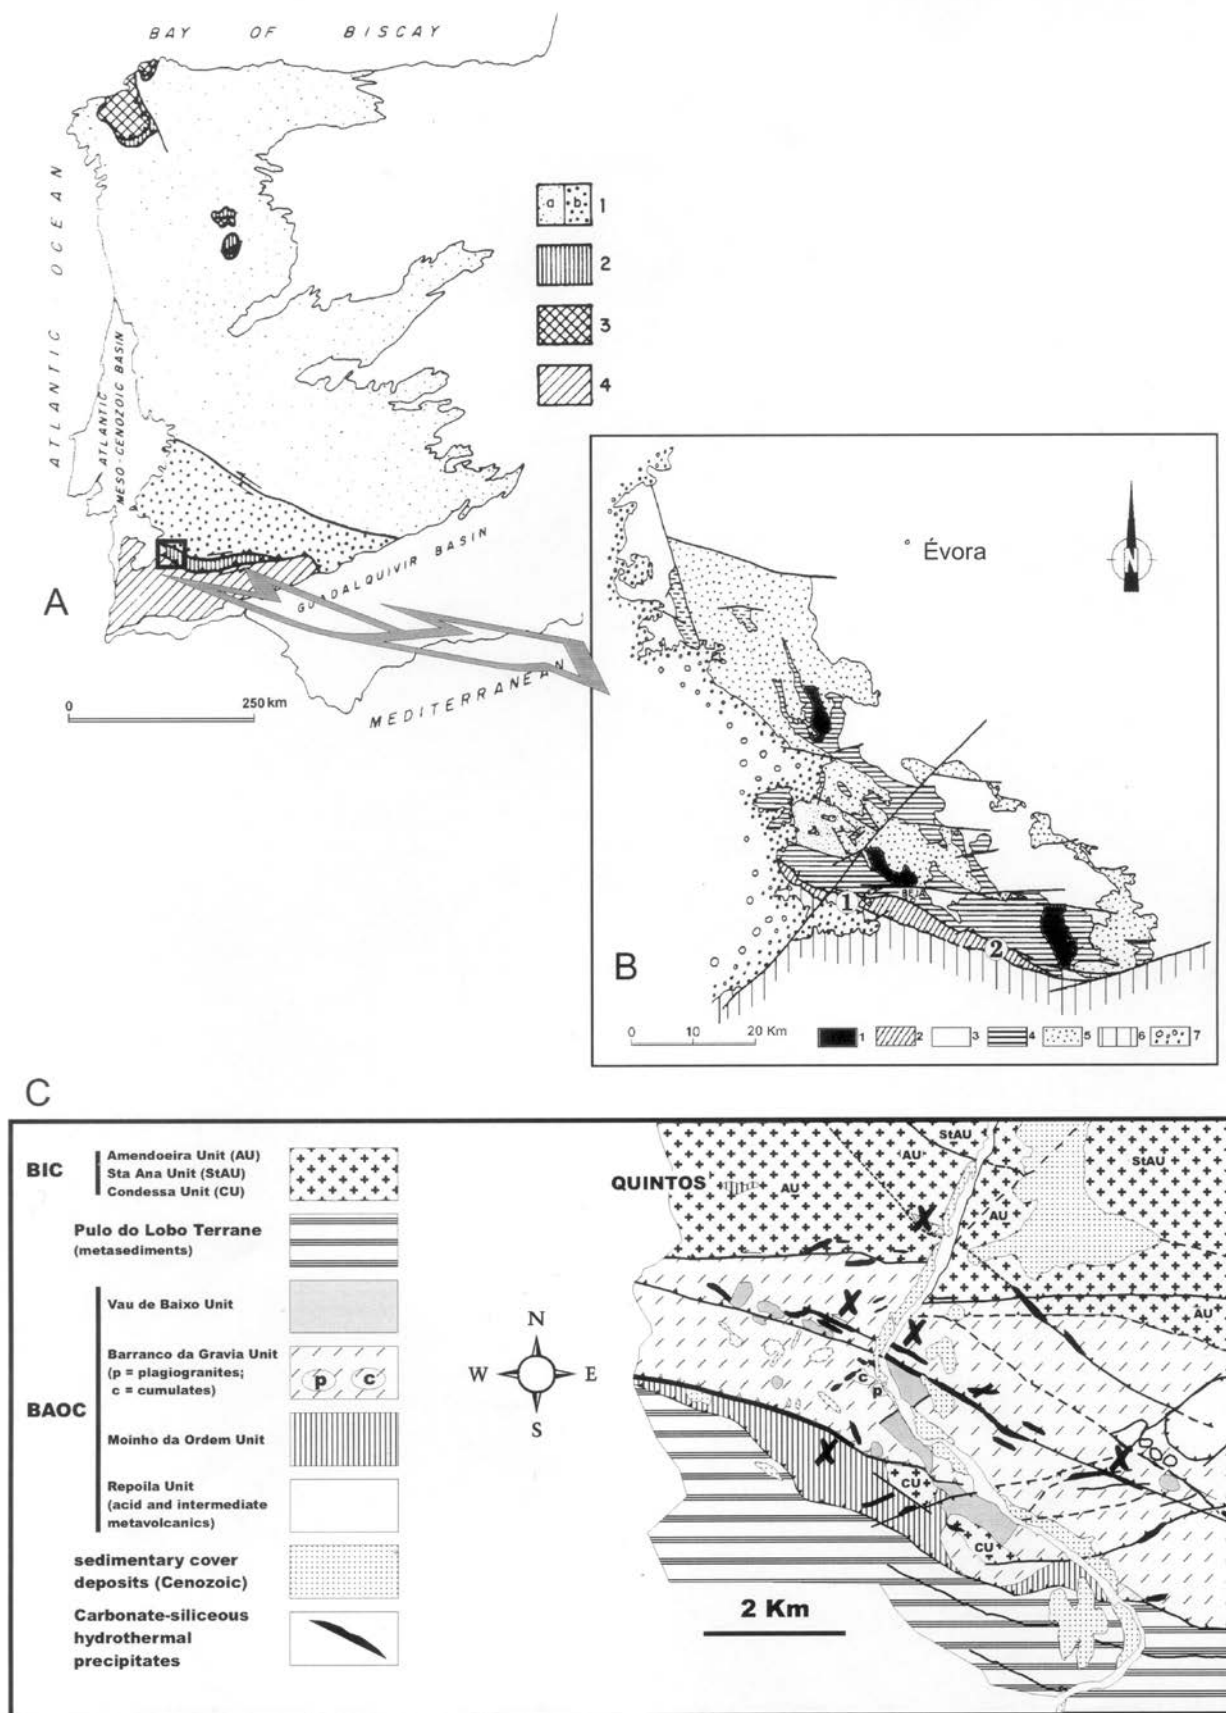 BAY OF BISCAY
ATLANTIC OCEAN
ATLANTIC
MESO-CENOZOIC BASIN
a b 1
2
3
4
GUADALQUIVIR BASIN
MEDITERRANEAN
A
0 250 km
Évora
N
BEJA
1
2
B
0 10 20 Km
1 2 3 4 5 6 7
C
BIC
Amendoeira Unit (AU)
Sta Ana Unit (StAU)
Condessa Unit (CU)
Pulo do Lobo Terrane
(metasediments)
BAOC
Vau de Baixo Unit
Barranco da Gravia Unit
(p = plagiogranites;
c = cumulates)
p c
Moinho da Ordem Unit
Repoila Unit
(acid and intermediate
metavolcanics)
sedimentary cover
deposits (Cenozoic)
Carbonate-siliceous
hydrothermal
precipitates
N
W E
S
QUINTOS
StAU
AU
StAU
AU
AU
AU
c
p
CU
CU
2 Km